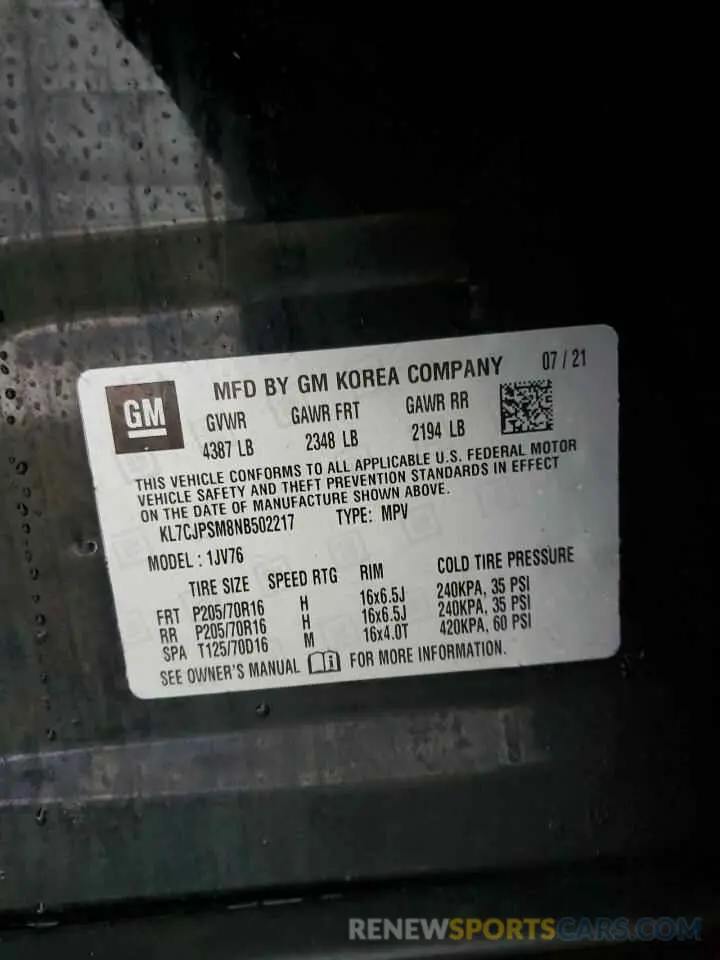 MFD BY GM KOREA COMPANY 07 / 21
GM
GVWR GAWR FRT GAWR RR
4387 LB 2348 LB 2194 LB
THIS VEHICLE CONFORMS TO ALL APPLICABLE U.S. FEDERAL MOTOR
VEHICLE SAFETY AND THEFT PREVENTION STANDARDS IN EFFECT
ON THE DATE OF MANUFACTURE SHOWN ABOVE.
KL7CJPSM8NB502217 TYPE: MPV
MODEL : 1JV76
TIRE SIZE SPEED RTG RIM COLD TIRE PRESSURE
FRT P205/70R16 H 16x6.5J 240KPA, 35 PSI
RR P205/70R16 H 16x6.5J 240KPA, 35 PSI
SPA T125/70D16 M 16x4.0T 420KPA, 60 PSI
SEE OWNER'S MANUAL FOR MORE INFORMATION.
RENEWSPORTSCARS.COM